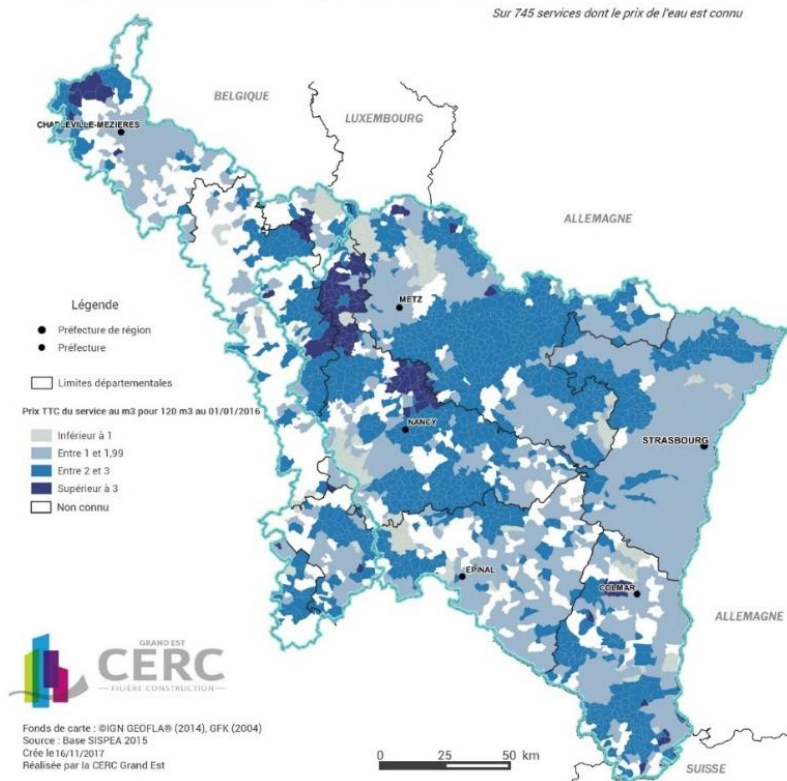 Sur 745 services dont le prix de l'eau est connu
BELGIQUE
LUXEMBOURG
CHARLEVILLE-MEZIERES
ALLEMAGNE
METZ
NANCY
STRASBOURG
EPINAL
COLMAR
ALLEMAGNE
SUISSE
Légende
Préfecture de région
Préfecture
Limites départementales
Prix TTC du service au m3 pour 120 m3 au 01/01/2016
Inférieur à 1
Entre 1 et 1,99
Entre 2 et 3
Supérieur à 3
Non connu
GRAND EST
CERC
– FILIÈRE CONSTRUCTION –
Fonds de carte : ©IGN GEOFLA® (2014), GFK (2004)
Source : Base SISPEA 2015
Crée le 16/11/2017
Réalisée par la CERC Grand Est
0 25 50 km